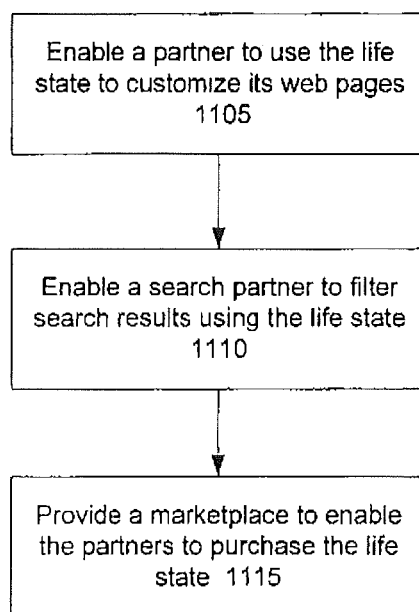 Enable a partner to use the life
state to customize its web pages
1105
Enable a search partner to filter
search results using the life state
1110
Provide a marketplace to enable
the partners to purchase the life
state 1115